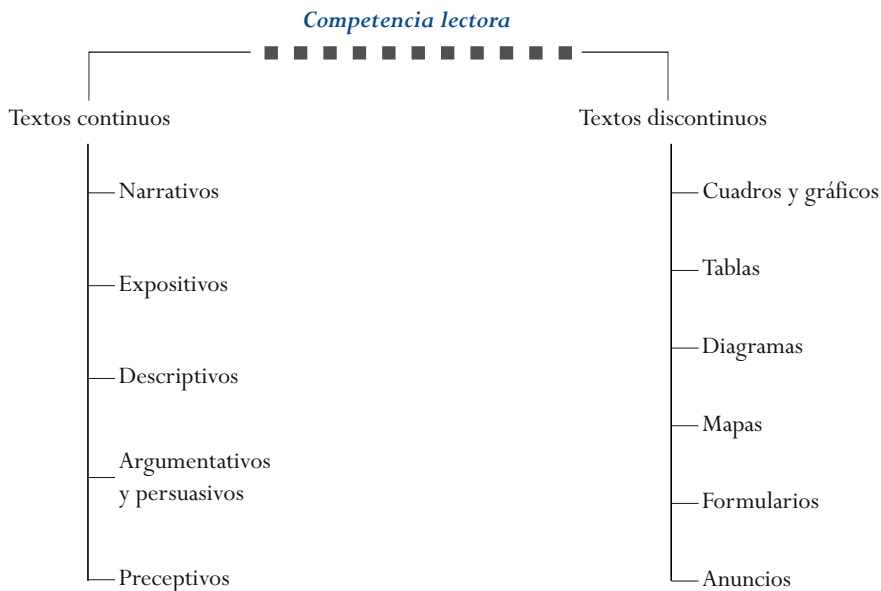 Competencia lectora
Textos continuos
Narrativos
Expositivos
Descriptivos
Argumentativos
y persuasivos
Preceptivos
Textos discontinuos
Cuadros y gráficos
Tablas
Diagramas
Mapas
Formularios
Anuncios